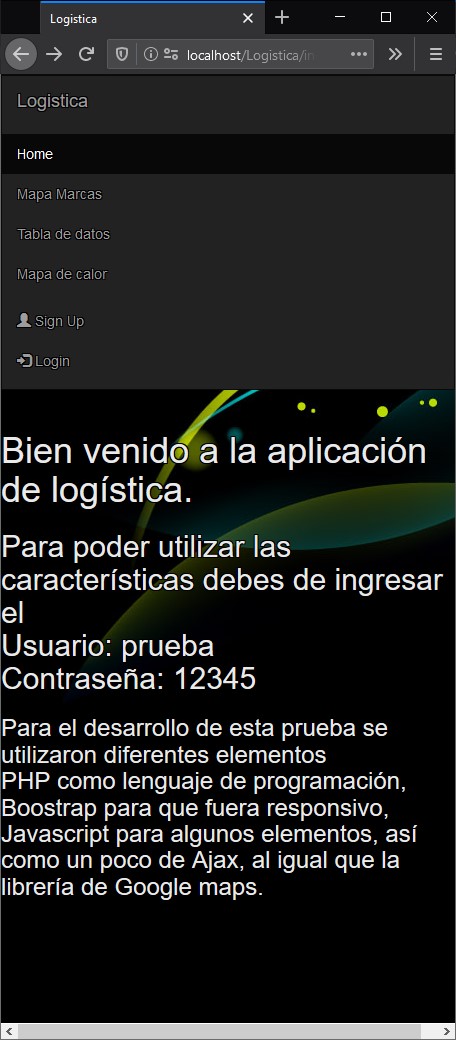 Logistica
localhost/Logistica/in
Logistica
Home
Mapa Marcas
Tabla de datos
Mapa de calor
Sign Up
Login
Bien venido a la aplicación
de logística.
Para poder utilizar las
características debes de ingresar
el
Usuario: prueba
Contraseña: 12345
Para el desarrollo de esta prueba se
utilizaron diferentes elementos
PHP como lenguaje de programación,
Boostrap para que fuera responsivo,
Javascript para algunos elementos, así
como un poco de Ajax, al igual que la
librería de Google maps.